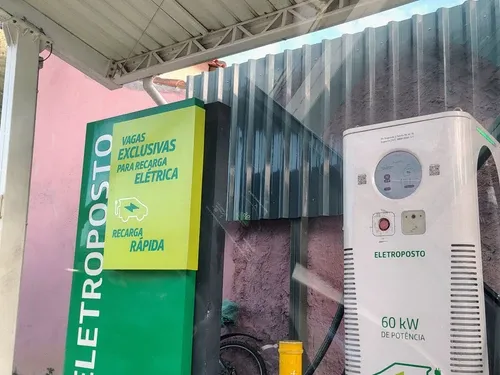 ELETROPOSTO
VAGAS
EXCLUSIVAS
PARA RECARGA
ELÉTRICA
RECARGA
RÁPIDA
ELETROPOSTO
60 kW
DE POTÊNCIA